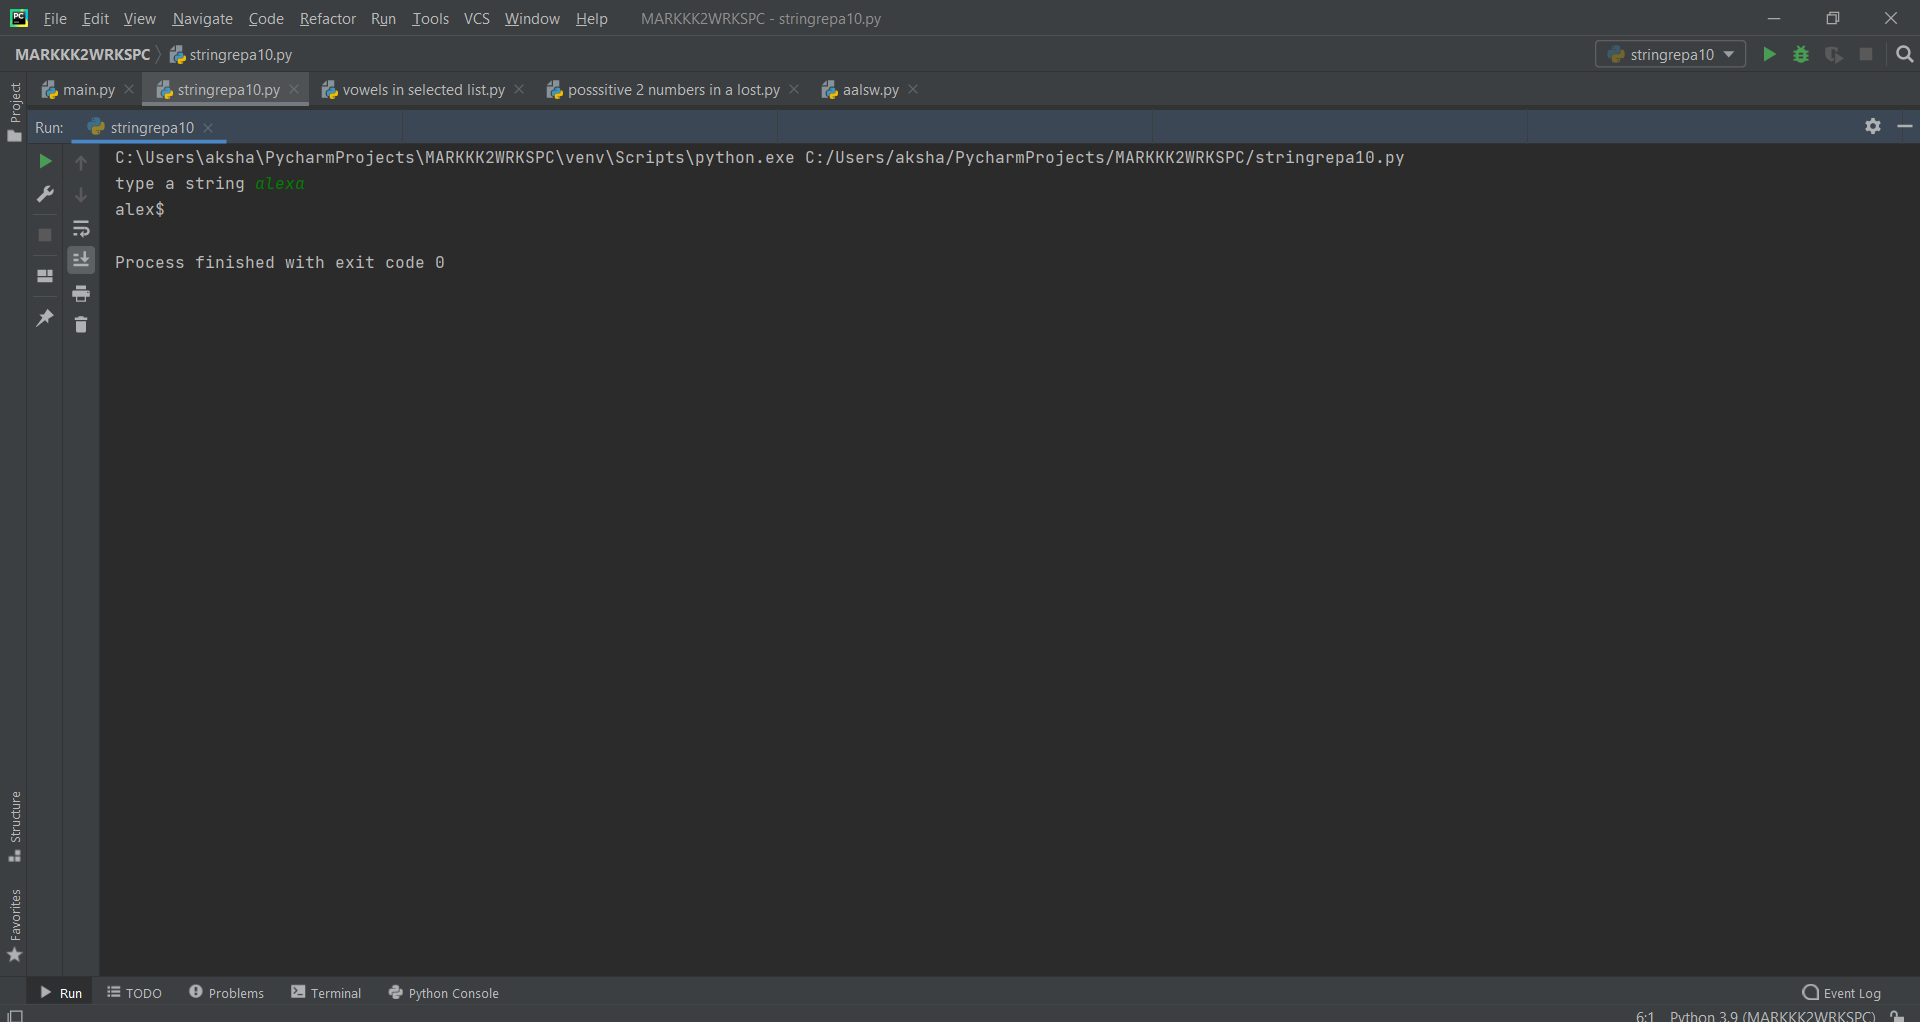 PC File Edit View Navigate Code Refactor Run Tools VCS Window Help MARKKK2WRKSPC - stringrepa10.py
MARKKK2WRKSPC stringrepa10.py stringrepa10
main.py stringrepa10.py vowels in selected list.py posssitive 2 numbers in a lost.py aalsw.py
Project
Run: stringrepa10
C:\Users\aksha\PycharmProjects\MARKKK2WRKSPC\venv\Scripts\python.exe C:/Users/aksha/PycharmProjects/MARKKK2WRKSPC/stringrepa10.py
type a string alexa
alex$
Process finished with exit code 0
Structure
Favorites
Run TODO Problems Terminal Python Console Event Log
6:1 Python 3.9 (MARKKK2WRKSPC)